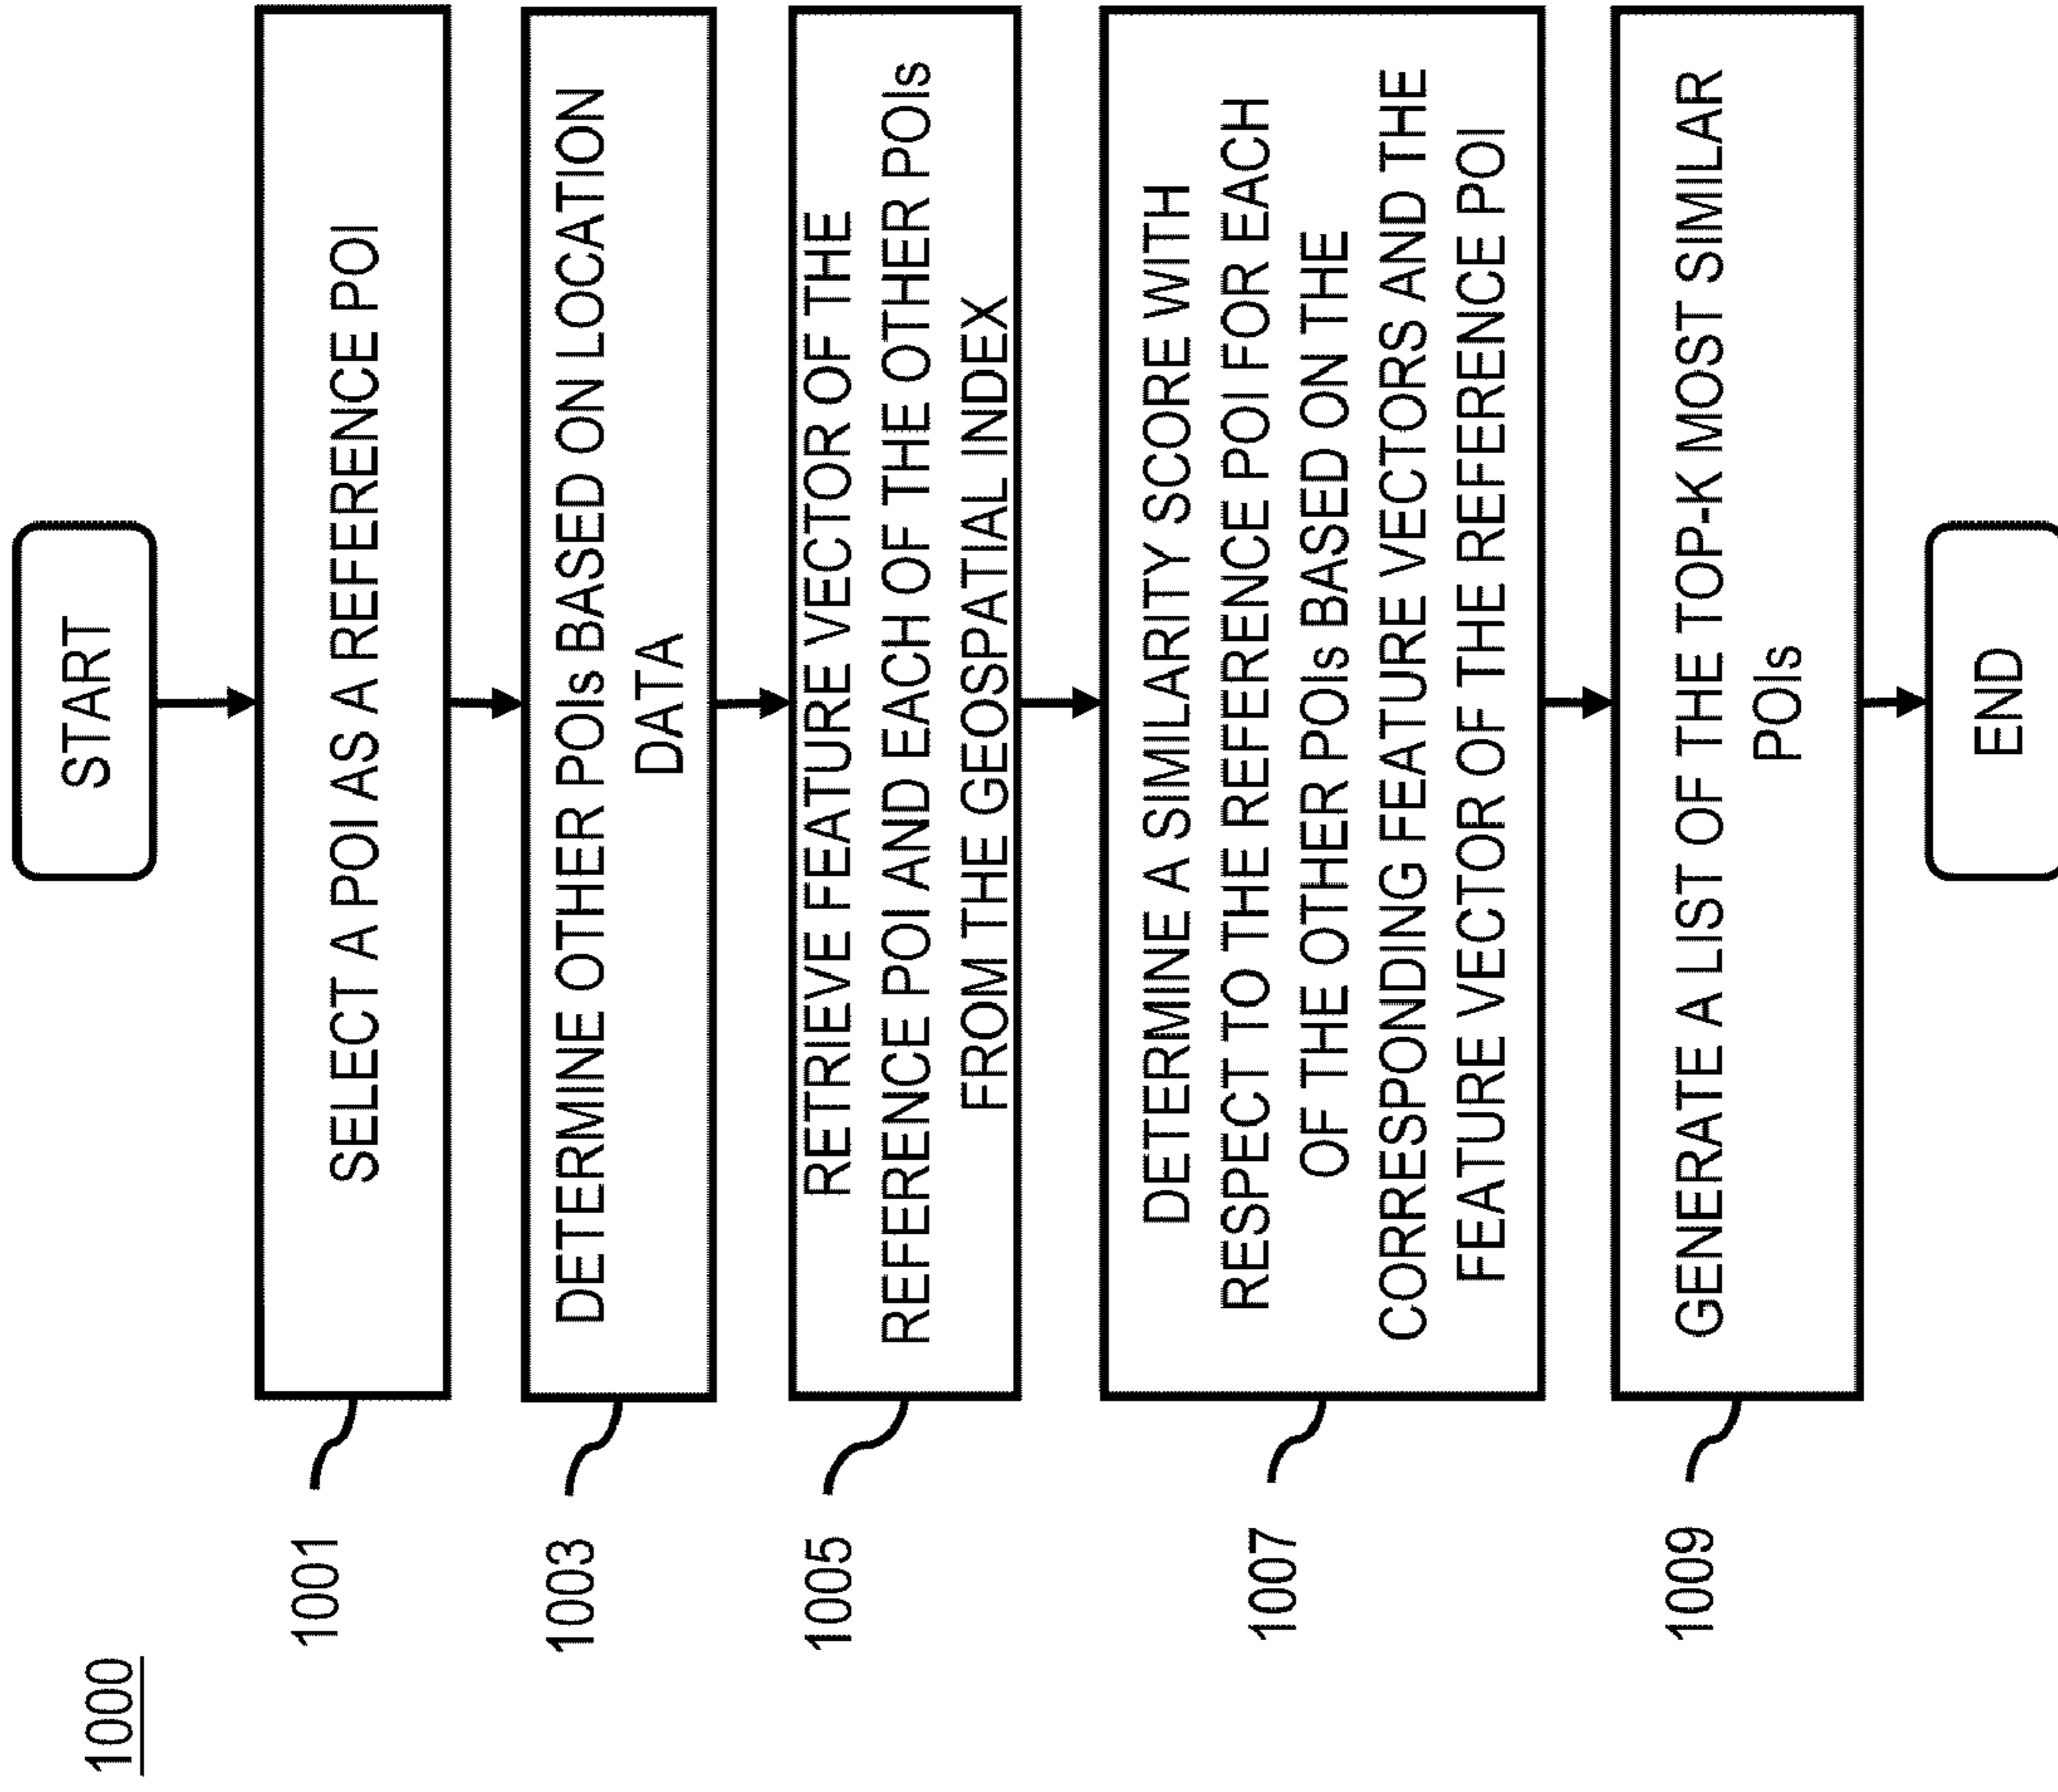 1000
START
1001
SELECT A POI AS A REFERENCE POI
1003
DETERMINE OTHER POIs BASED ON LOCATION
DATA
1005
RETRIEVE FEATURE VECTOR OF THE
REFERENCE POI AND EACH OF THE OTHER POIs
FROM THE GEOSPATIAL INDEX
1007
DETERMINE A SIMILARITY SCORE WITH
RESPECT TO THE REFERENCE POI FOR EACH
OF THE OTHER POIs BASED ON THE
CORRESPONDING FEATURE VECTORS AND THE
FEATURE VECTOR OF THE REFERENCE POI
1009
GENERATE A LIST OF THE TOP-K MOST SIMILAR
POIs
END